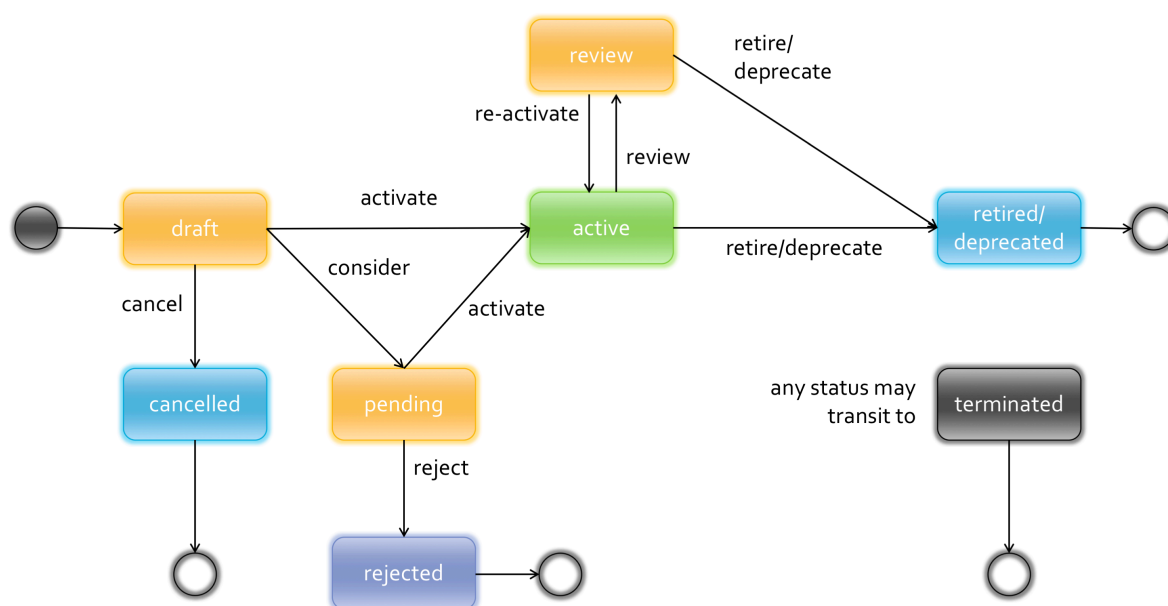 review
retire/
deprecate
re-activate
review
draft
activate
active
retired/
deprecated
retire/deprecate
consider
cancel
activate
cancelled
pending
any status may
transit to
terminated
reject
rejected